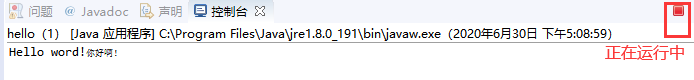 问题 @ Javadoc 声明 控制台
hello（1） [Java 应用程序] C:\Program Files\Java\jre1.8.0_191\bin\javaw.exe（2020年6月30日 下午5:08:59）
正在运行中
Hello word!你好啊！